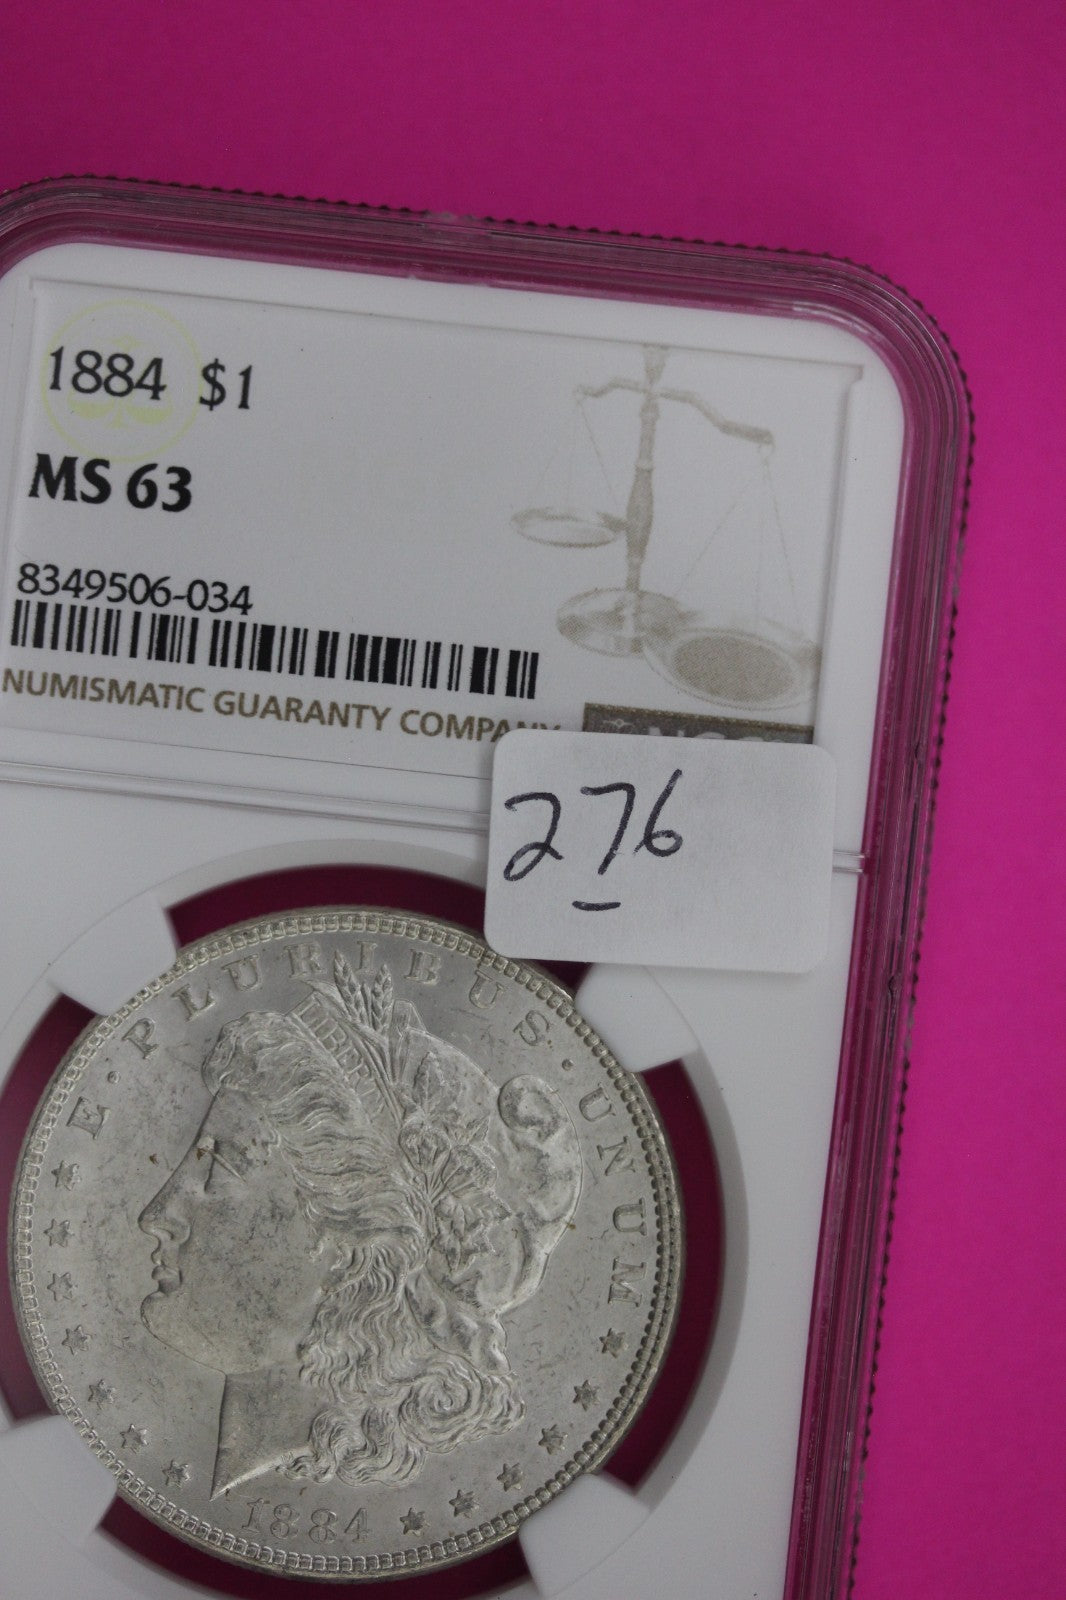 1884 $1
MS 63
8349506-034
NUMISMATIC GUARANTY COMPANY
276
E · PLURIBUS · UNUM
LIBERTY
1884